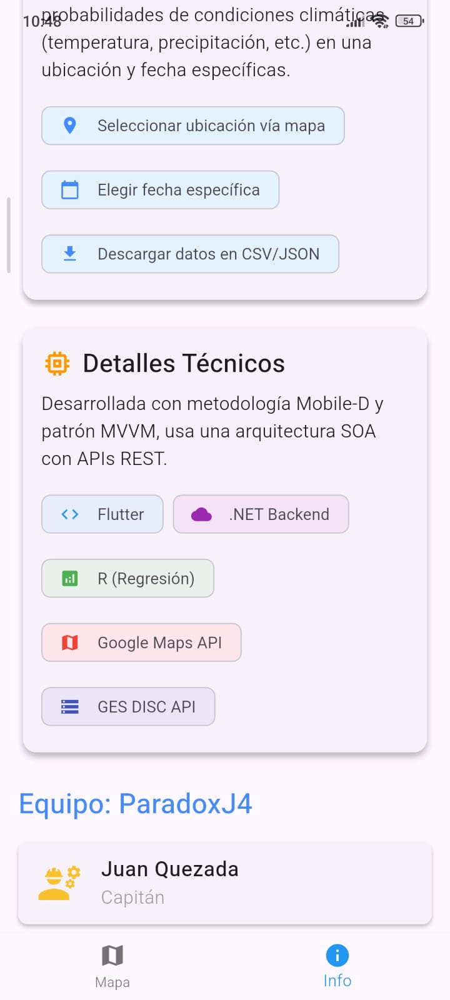 probabilidades de condiciones climáticas
10:48
54
(temperatura, precipitación, etc.) en una
ubicación y fecha específicas.
Seleccionar ubicación vía mapa
Elegir fecha específica
Descargar datos en CSV/JSON
Detalles Técnicos
Desarrollada con metodología Mobile-D y
patrón MVVM, usa una arquitectura SOA
con APIs REST.
Flutter
.NET Backend
R (Regresión)
Google Maps API
GES DISC API
Equipo: ParadoxJ4
Juan Quezada
Capitán
Mapa
Info